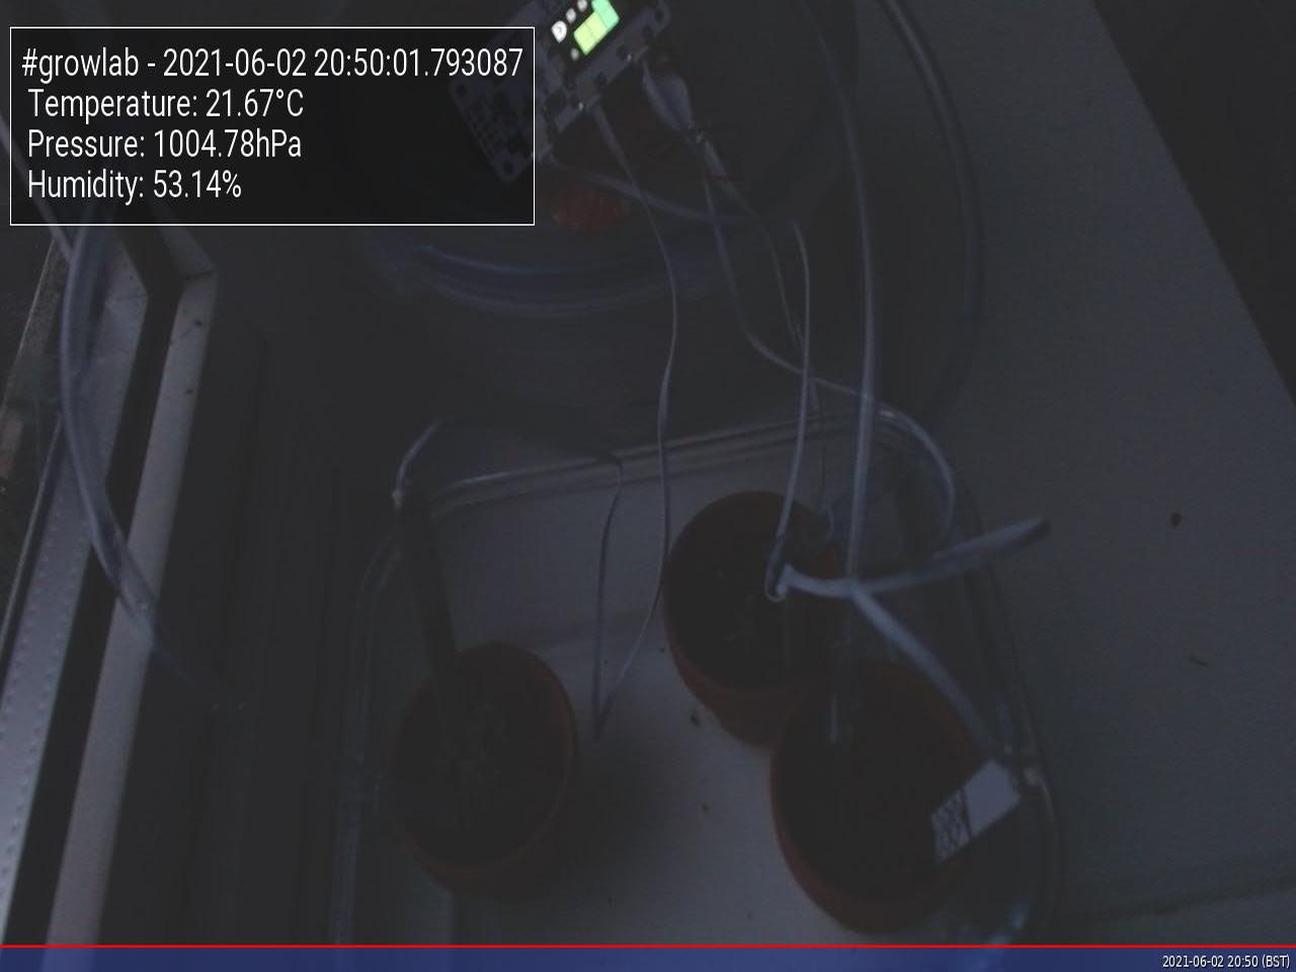 #growlab - 2021-06-02 20:50:01.793087
Temperature: 21.67°C
Pressure: 1004.78hPa
Humidity: 53.14%
2021-06-02 20:50 (BST)